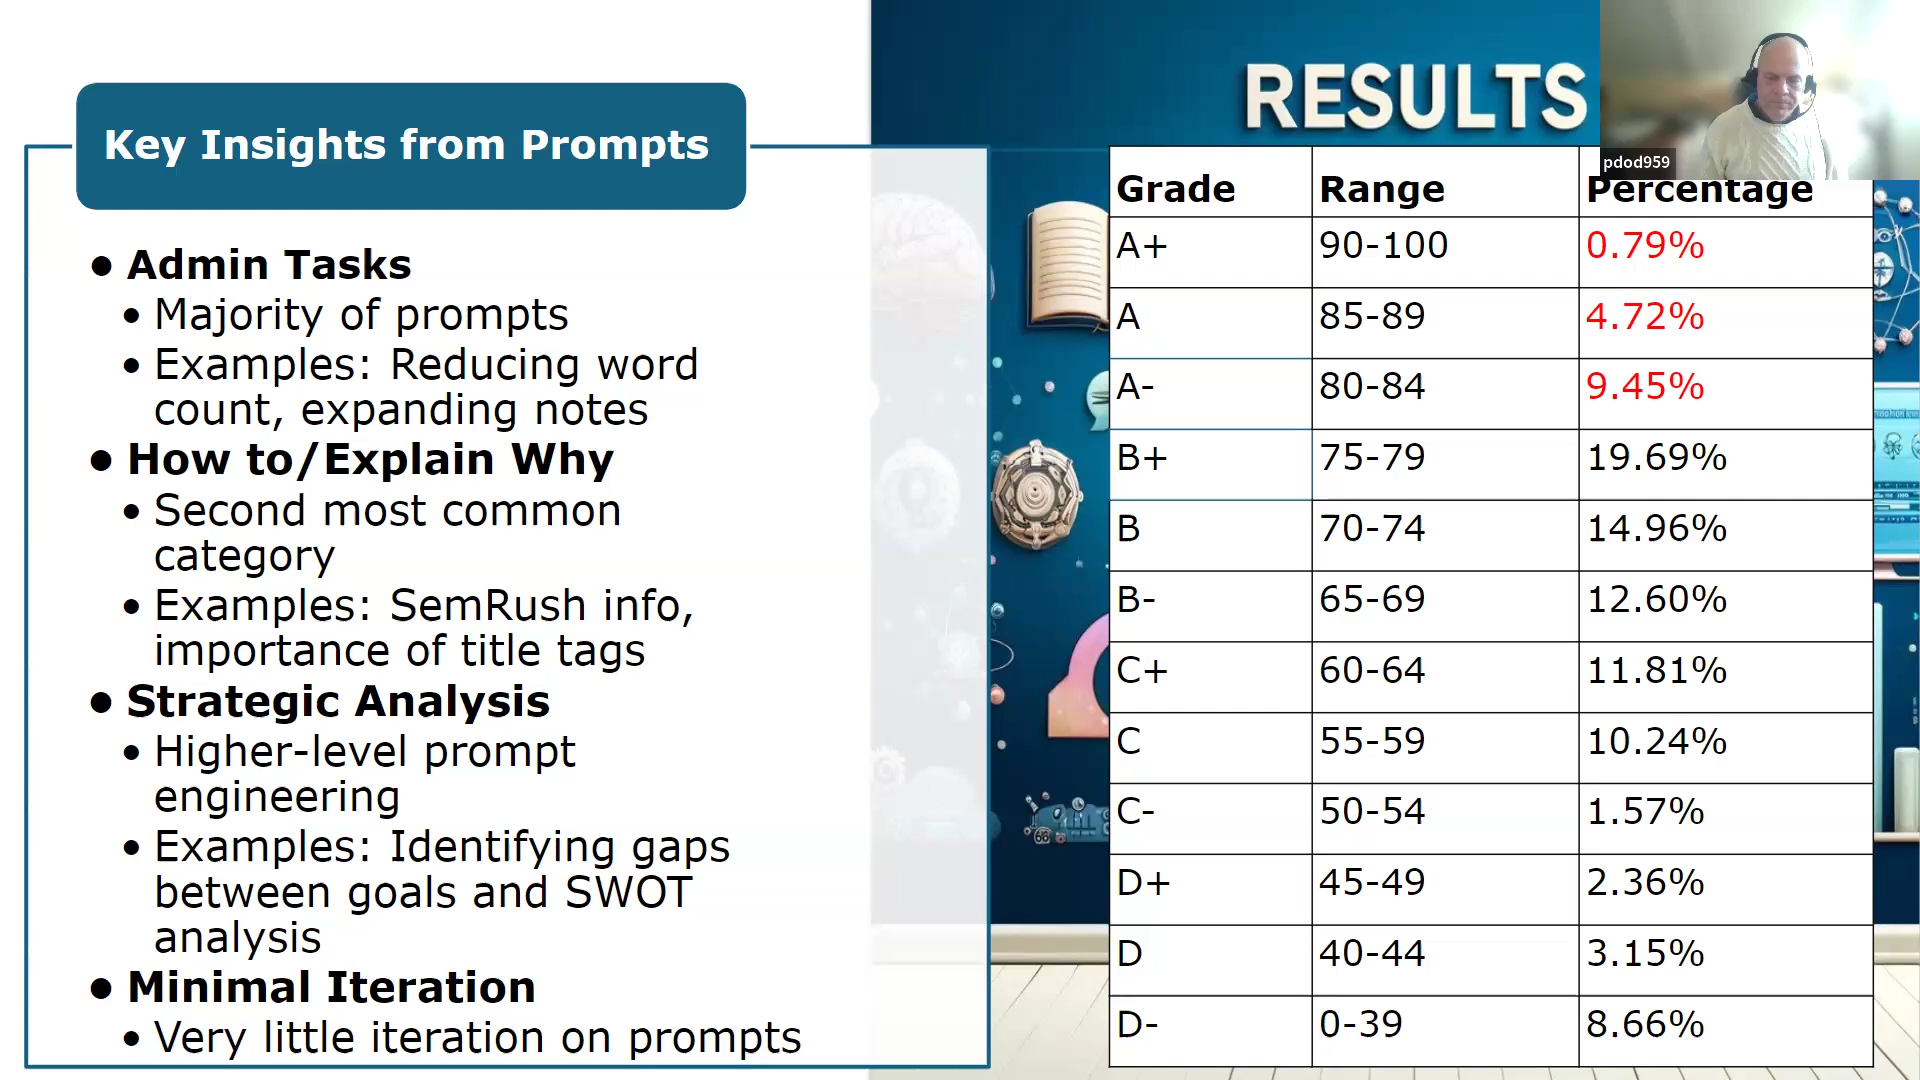 Key Insights from Prompts
• Admin Tasks
• Majority of prompts
• Examples: Reducing word
count, expanding notes
• How to/Explain Why
• Second most common
category
• Examples: SemRush info,
importance of title tags
• Strategic Analysis
• Higher-level prompt
engineering
• Examples: Identifying gaps
between goals and SWOT
analysis
• Minimal Iteration
• Very little iteration on prompts
RESULTS
pdod959
Grade Range Percentage
A+ 90-100 0.79%
A 85-89 4.72%
A- 80-84 9.45%
B+ 75-79 19.69%
B 70-74 14.96%
B- 65-69 12.60%
C+ 60-64 11.81%
C 55-59 10.24%
C- 50-54 1.57%
D+ 45-49 2.36%
D 40-44 3.15%
D- 0-39 8.66%